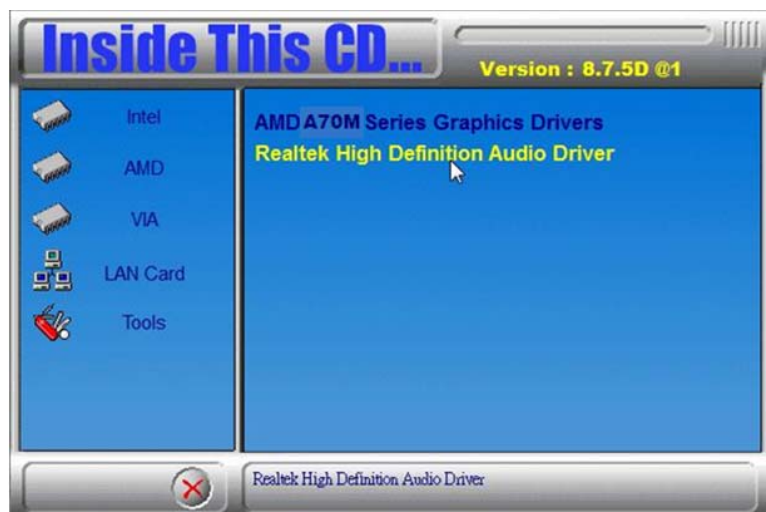 Inside This CD...
Version : 8.7.5D @1
Intel
AMD
VIA
LAN Card
Tools
AMD A70M Series Graphics Drivers
Realtek High Definition Audio Driver
Realtek High Definition Audio Driver